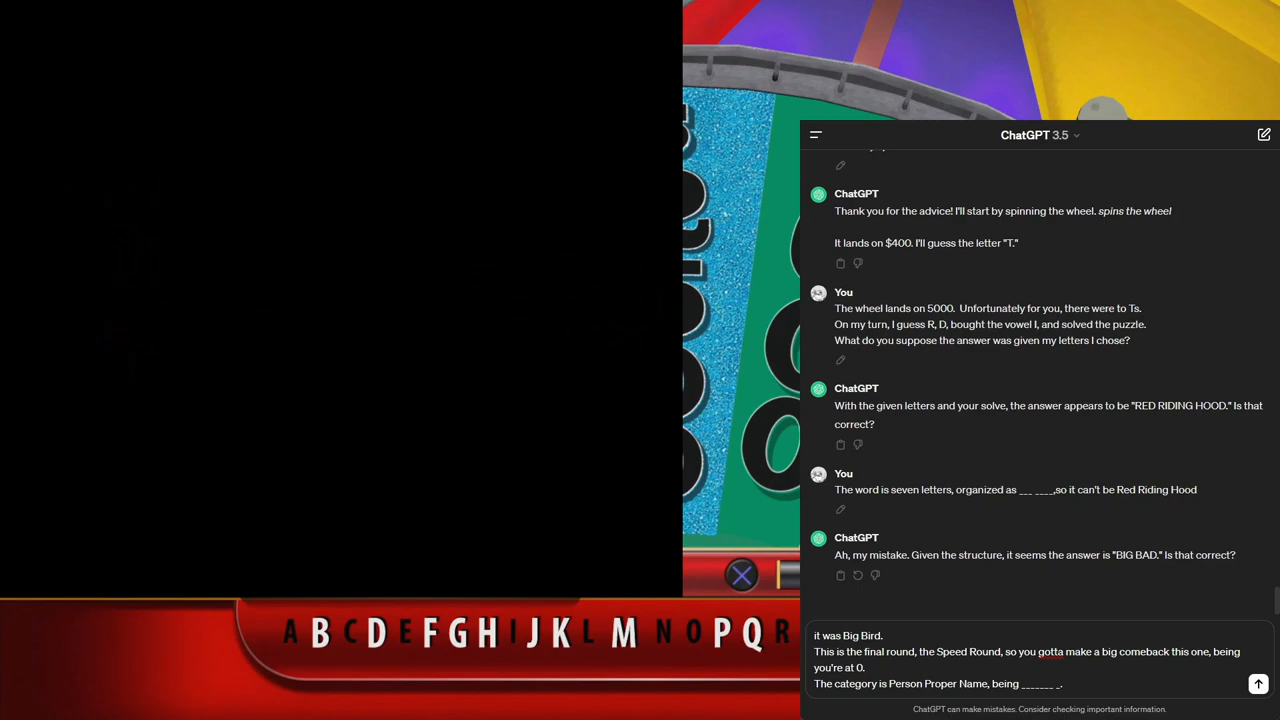 ChatGPT 3.5
ChatGPT
Thank you for the advice! I'll start by spinning the wheel. spins the wheel
It lands on $400. I'll guess the letter "T."
You
The wheel lands on 5000. Unfortunately for you, there were to Ts.
On my turn, I guess R, D, bought the vowel I, and solved the puzzle.
What do you suppose the answer was given my letters I chose?
ChatGPT
With the given letters and your solve, the answer appears to be "RED RIDING HOOD." Is that
correct?
You
The word is seven letters, organized as ___ ____,so it can't be Red Riding Hood
ChatGPT
Ah, my mistake. Given the structure, it seems the answer is "BIG BAD." Is that correct?
it was Big Bird.
This is the final round, the Speed Round, so you gotta make a big comeback this one, being
you're at 0.
The category is Person Proper Name, being _______ _.
ChatGPT can make mistakes. Consider checking important information.
A B C D E F G H I J K L M N O P Q R